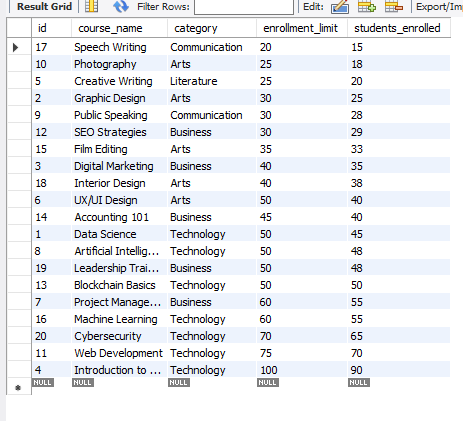 Result Grid Filter Rows: Edit: Export/Im
id course_name category enrollment_limit students_enrolled
17 Speech Writing Communication 20 15
10 Photography Arts 25 18
5 Creative Writing Literature 25 20
2 Graphic Design Arts 30 25
9 Public Speaking Communication 30 28
12 SEO Strategies Business 30 29
15 Film Editing Arts 35 33
3 Digital Marketing Business 40 35
18 Interior Design Arts 40 38
6 UX/UI Design Arts 50 40
14 Accounting 101 Business 45 40
1 Data Science Technology 50 45
8 Artificial Intellig... Technology 50 48
19 Leadership Trai... Business 50 48
13 Blockchain Basics Technology 50 50
7 Project Manage... Business 60 55
16 Machine Learning Technology 60 55
20 Cybersecurity Technology 70 65
11 Web Development Technology 75 70
4 Introduction to ... Technology 100 90
NULL NULL NULL NULL NULL